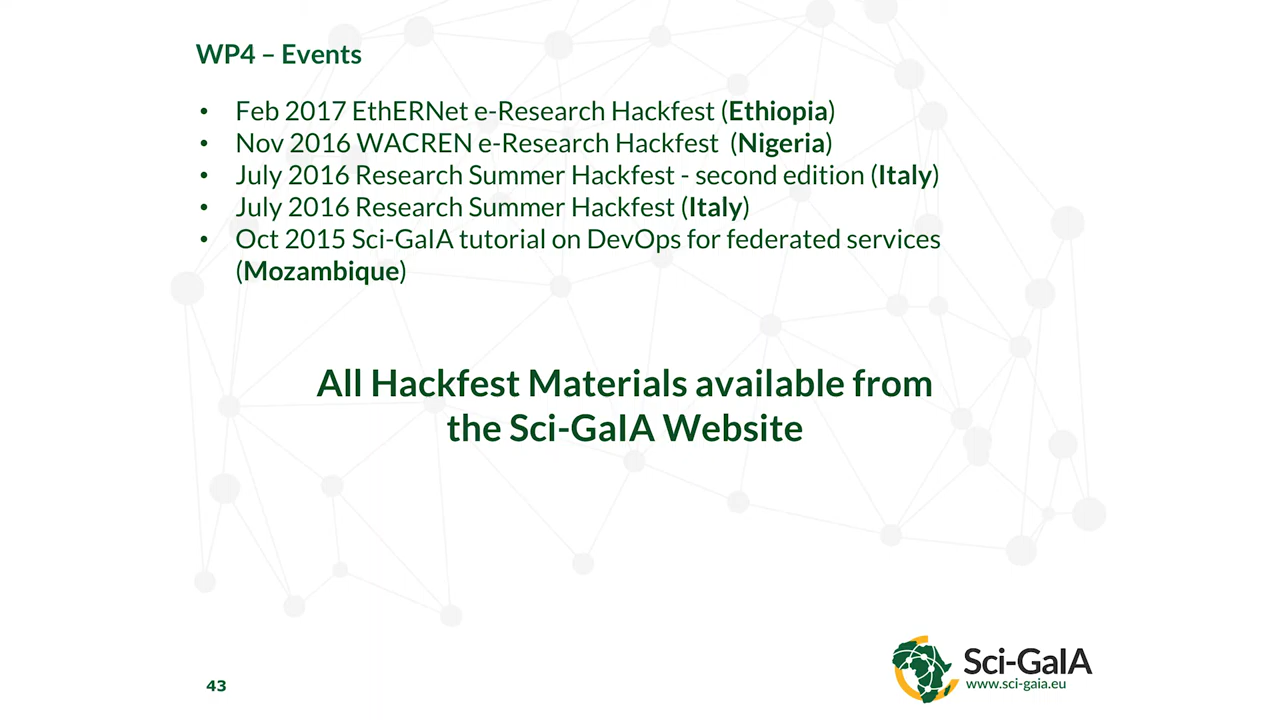 WP4 – Events
• Feb 2017 EthERNet e-Research Hackfest (Ethiopia)
• Nov 2016 WACREN e-Research Hackfest (Nigeria)
• July 2016 Research Summer Hackfest - second edition (Italy)
• July 2016 Research Summer Hackfest (Italy)
• Oct 2015 Sci-GaIA tutorial on DevOps for federated services
(Mozambique)
All Hackfest Materials available from
the Sci-GaIA Website
43
Sci-GaIA
www.sci-gaia.eu